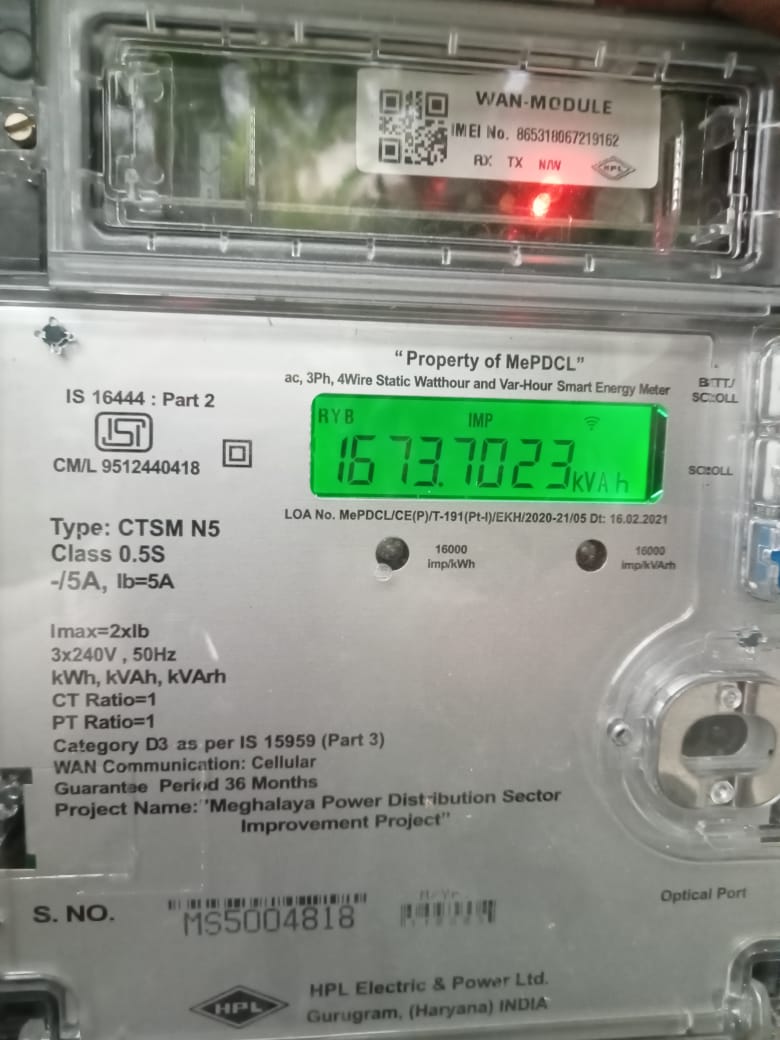 WAN-MODULE
IMEI No. 865318067219162
RX TX N/W
HPL
"Property of MePDCL"
ac, 3Ph, 4Wire Static Watthour and Var-Hour Smart Energy Meter
BATT/
SCROLL
IS 16444 : Part 2
RYB IMP
1673.7023kVAh
ISI
CM/L 9512440418
SCROLL
LOA No. MePDCL/CE(P)/T-191(Pt-I)/EKH/2020-21/05 Dt: 16.02.2021
Type: CTSM N5
Class 0.5S
-/5A, Ib=5A
16000
imp/kWh
16000
imp/kVArh
Imax=2xIb
3x240V , 50Hz
kWh, kVAh, kVArh
CT Ratio=1
PT Ratio=1
Category D3 as per IS 15959 (Part 3)
WAN Communication: Cellular
Guarantee Period 36 Months
Project Name: "Meghalaya Power Distribution Sector
Improvement Project"
Optical Port
S. NO.
MS5004818
HPL
HPL Electric & Power Ltd.
Gurugram, (Haryana) INDIA